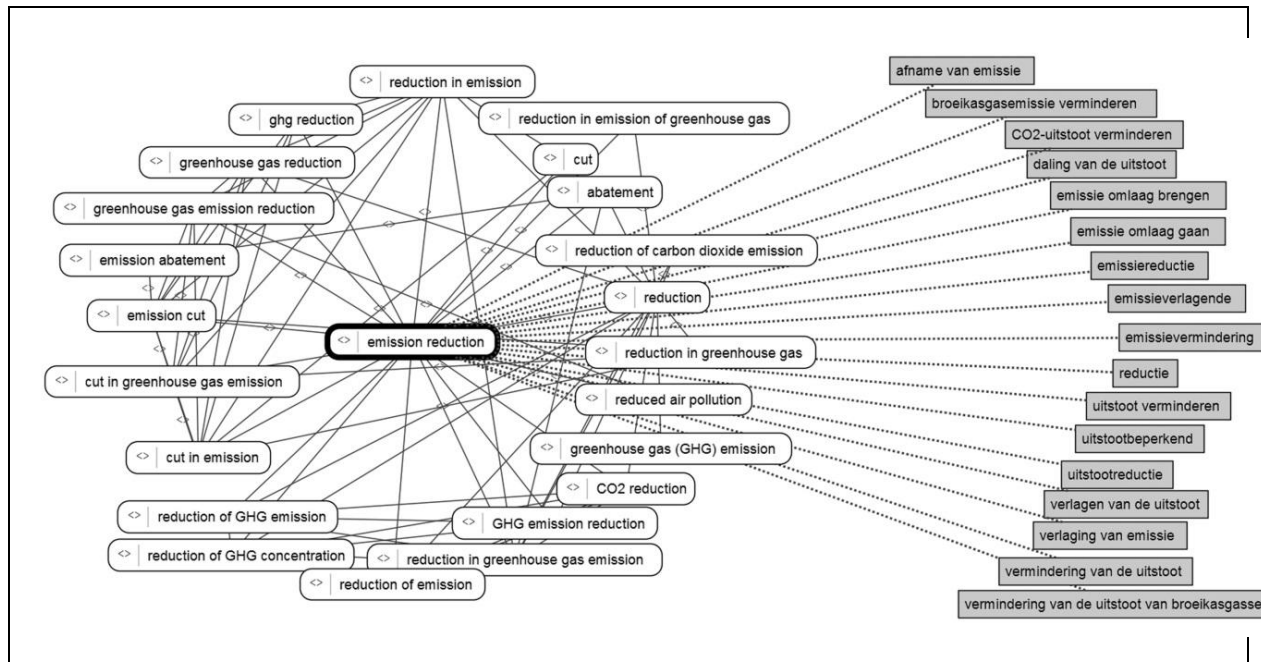 reduction in emission
ghg reduction
reduction in emission of greenhouse gas
cut
greenhouse gas reduction
abatement
greenhouse gas emission reduction
reduction of carbon dioxide emission
emission abatement
reduction
emission cut
emission reduction
reduction in greenhouse gas
cut in greenhouse gas emission
reduced air pollution
greenhouse gas (GHG) emission
cut in emission
CO2 reduction
reduction of GHG emission
GHG emission reduction
reduction of GHG concentration
reduction in greenhouse gas emission
reduction of emission
afname van emissie
broeikasgasemissie verminderen
CO2-uitstoot verminderen
daling van de uitstoot
emissie omlaag brengen
emissie omlaag gaan
emissiereductie
emissieverlagende
emissievermindering
reductie
uitstoot verminderen
uitstootbeperkend
uitstootreductie
verlagen van de uitstoot
verlaging van emissie
vermindering van de uitstoot
vermindering van de uitstoot van broeikasgasse